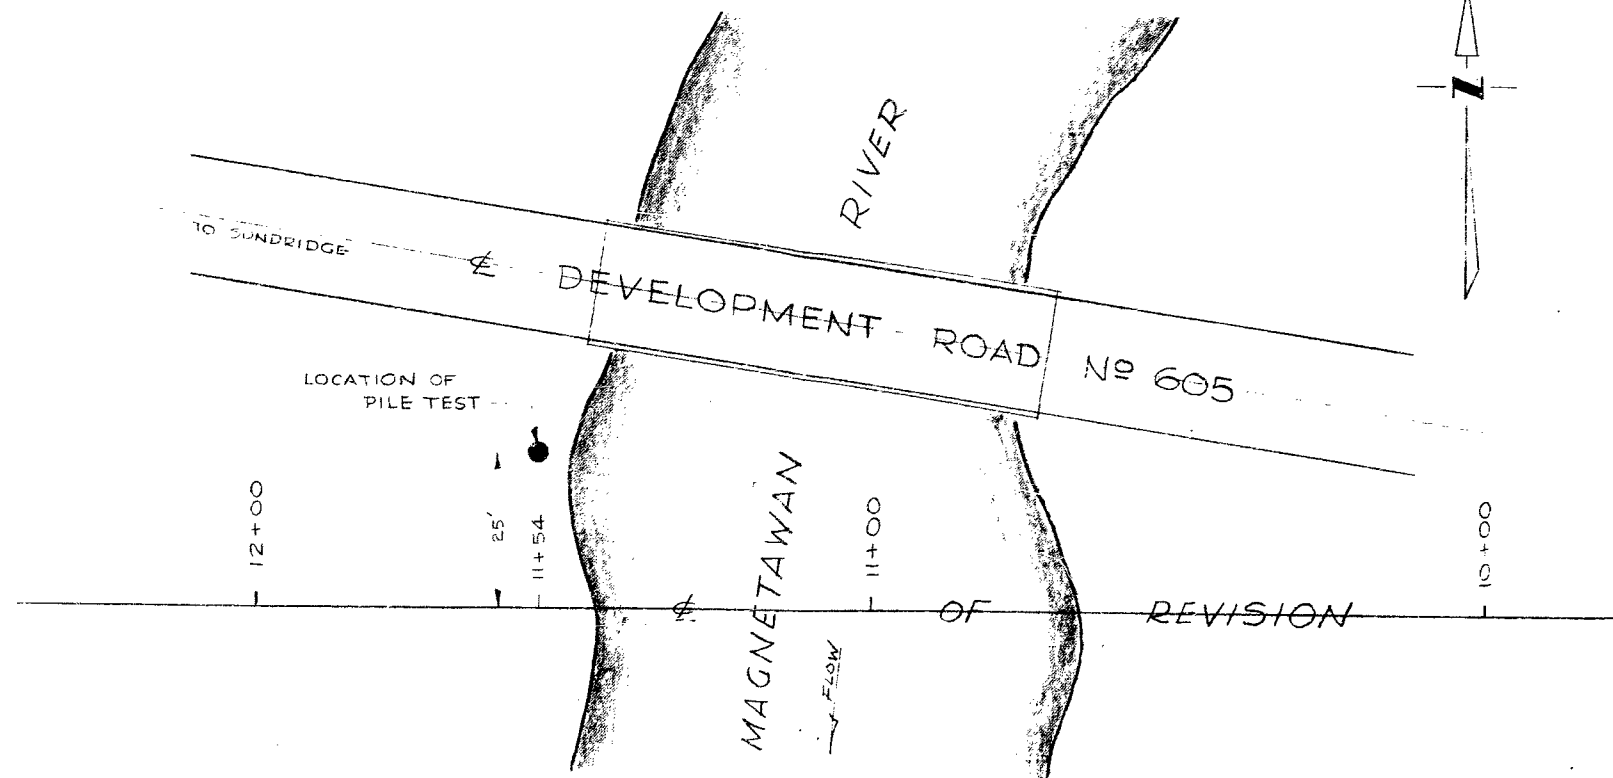 N
RIVER
TO SUNDRIDGE
℄ DEVELOPMENT ROAD Nº 605
LOCATION OF
PILE TEST
12+00
25'
11+54
MAGNETAWAN
11+00
10+00
℄ OF REVISION
FLOW